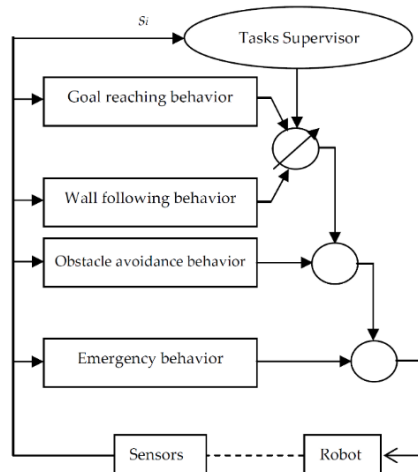 Si
Tasks Supervisor
Goal reaching behavior
Wall following behavior
Obstacle avoidance behavior
Emergency behavior
Sensors
Robot